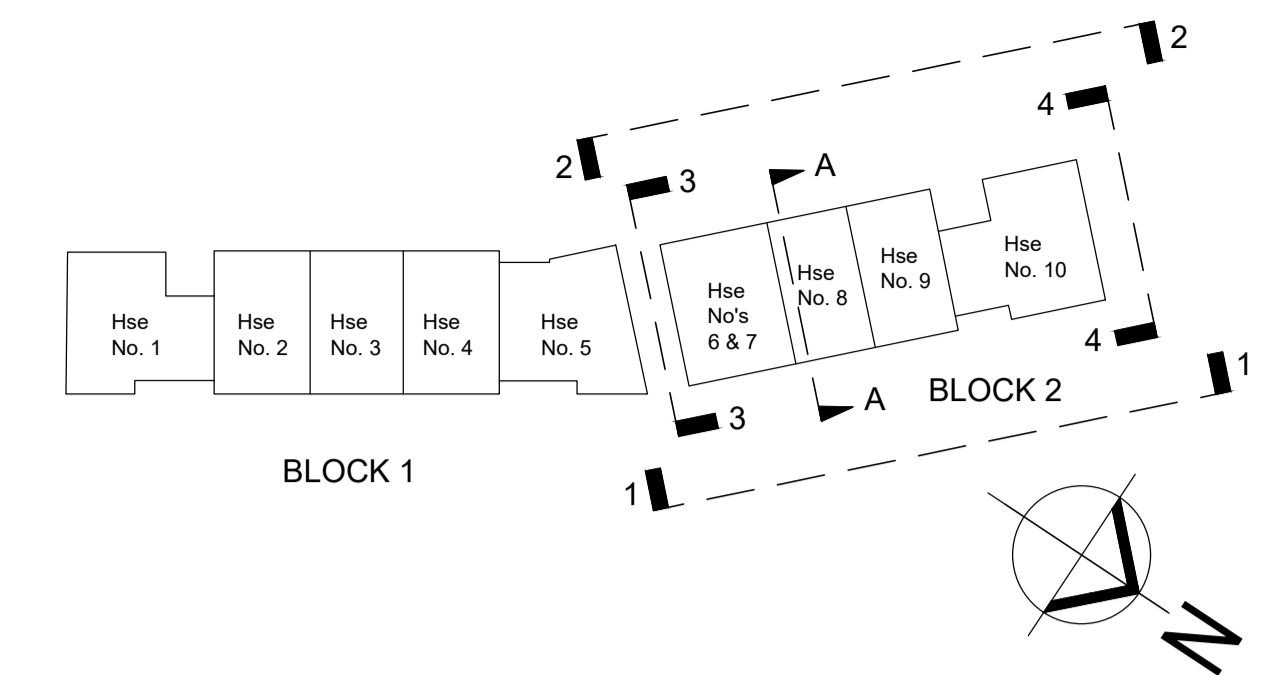 2
4
A
2
3
Hse
No. 10
Hse
No. 9
Hse
No. 8
Hse
No's
6 & 7
Hse
No. 1
Hse
No. 2
Hse
No. 3
Hse
No. 4
Hse
No. 5
4
1
A
BLOCK 2
3
BLOCK 1
1
N